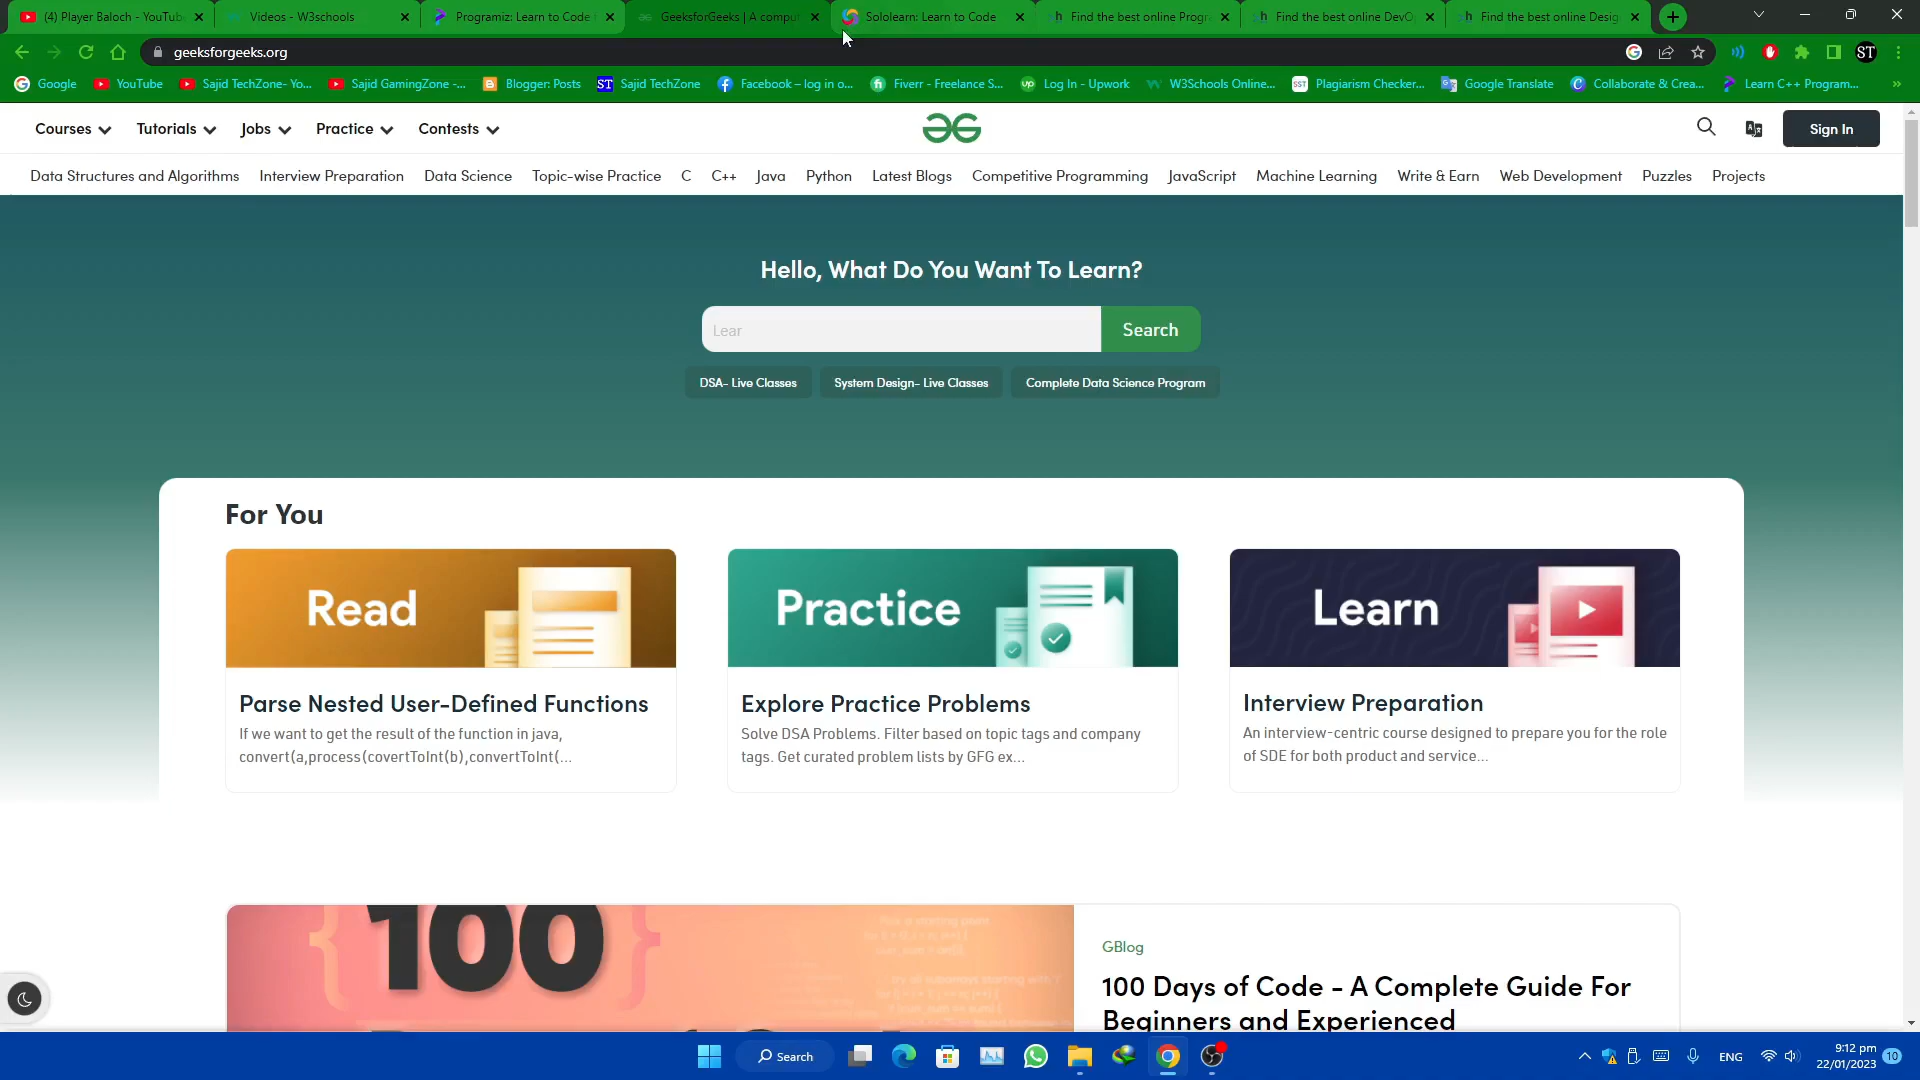 (4) Player Baloch - YouTube
Videos - W3schools
Programiz: Learn to Code f
GeeksforGeeks | A comput
Sololearn: Learn to Code
Find the best online Progr
Find the best online DevO
Find the best online Desig
geeksforgeeks.org
ST
Google
YouTube
Sajid TechZone- Yo...
Sajid GamingZone -...
Blogger: Posts
ST Sajid TechZone
Facebook – log in o...
Fiverr - Freelance S...
up Log In - Upwork
W3Schools Online...
SST Plagiarism Checker...
Google Translate
Collaborate & Crea...
Learn C++ Program...
»
Courses
Tutorials
Jobs
Practice
Contests
Sign In
Data Structures and Algorithms
Interview Preparation
Data Science
Topic-wise Practice
C
C++
Java
Python
Latest Blogs
Competitive Programming
JavaScript
Machine Learning
Write & Earn
Web Development
Puzzles
Projects
Hello, What Do You Want To Learn?
Lear
Search
DSA- Live Classes
System Design- Live Classes
Complete Data Science Program
For You
Read
Practice
Learn
Parse Nested User-Defined Functions
If we want to get the result of the function in java,
convert(a,process(covertToInt(b),convertToInt(...
Explore Practice Problems
Solve DSA Problems. Filter based on topic tags and company
tags. Get curated problem lists by GFG ex...
Interview Preparation
An interview-centric course designed to prepare you for the role
of SDE for both product and service...
{ 100 }
GBlog
100 Days of Code - A Complete Guide For
Beginners and Experienced
Search
ENG
9:12 pm
22/01/2023
10